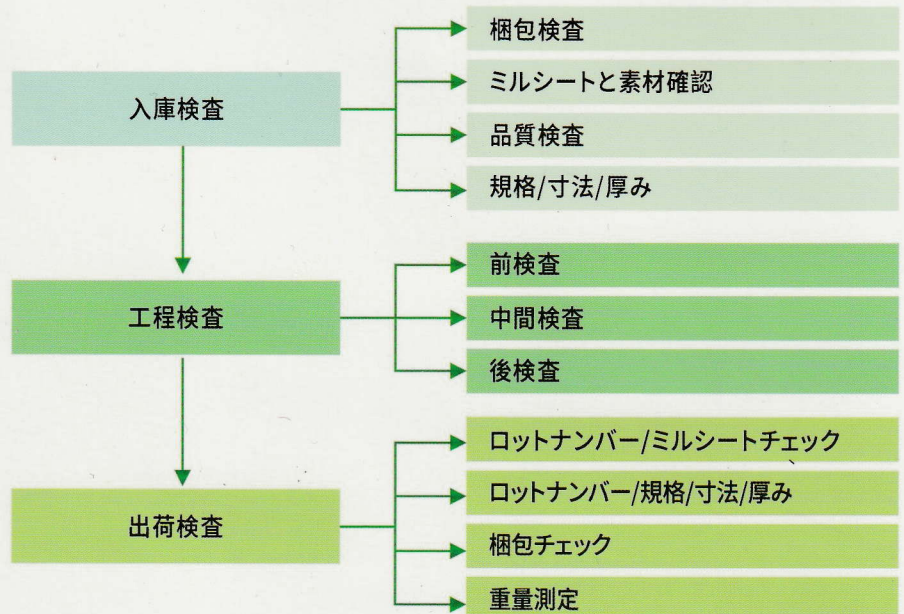 入庫検査
梱包検査
ミルシートと素材確認
品質検査
規格/寸法/厚み
工程検査
前検査
中間検査
後検査
出荷検査
ロットナンバー/ミルシートチェック
ロットナンバー/規格/寸法/厚み
梱包チェック
重量測定